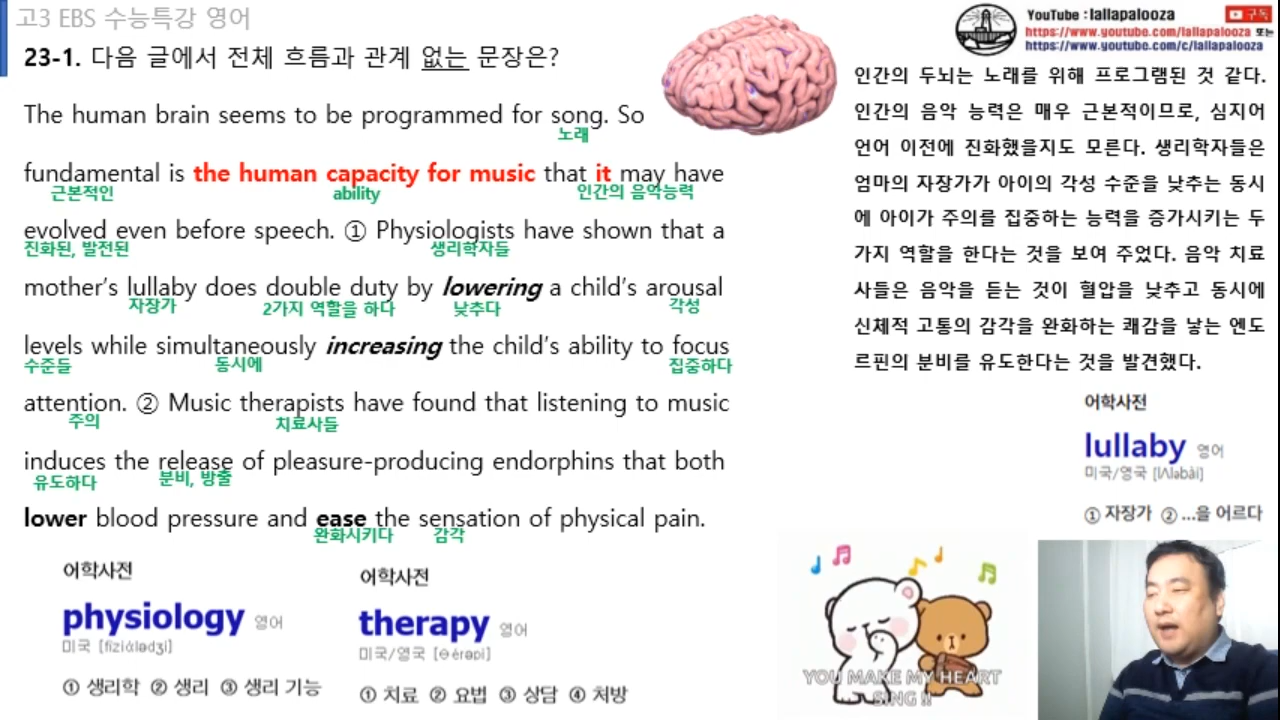 고3 EBS 수능특강 영어
23-1. 다음 글에서 전체 흐름과 관계 없는 문장은?
The human brain seems to be programmed for song. So
노래
fundamental is the human capacity for music that it may have
근본적인 ability 인간의 음악능력
evolved even before speech. ① Physiologists have shown that a
진화된, 발전된 생리학자들
mother's lullaby does double duty by lowering a child's arousal
자장가 2가지 역할을 하다 낮추다 각성
levels while simultaneously increasing the child's ability to focus
수준들 동시에 집중하다
attention. ② Music therapists have found that listening to music
주의 치료사들
induces the release of pleasure-producing endorphins that both
유도하다 분비, 방출
lower blood pressure and ease the sensation of physical pain.
완화시키다 감각
어학사전
physiology 영어
미국 [fìziάlədʒi]
① 생리학 ② 생리 ③ 생리 기능
어학사전
therapy 영어
미국/영국 [θérəpi]
① 치료 ② 요법 ③ 상담 ④ 처방
YouTube : lallapalooza
구독
https://www.youtube.com/lallapalooza 또는
https://www.youtube.com/c/lallapalooza
인간의 두뇌는 노래를 위해 프로그램된 것 같다.
인간의 음악 능력은 매우 근본적이므로, 심지어
언어 이전에 진화했을지도 모른다. 생리학자들은
엄마의 자장가가 아이의 각성 수준을 낮추는 동시
에 아이가 주의를 집중하는 능력을 증가시키는 두
가지 역할을 한다는 것을 보여 주었다. 음악 치료
사들은 음악을 듣는 것이 혈압을 낮추고 동시에
신체적 고통의 감각을 완화하는 쾌감을 낳는 엔도
르핀의 분비를 유도한다는 것을 발견했다.
어학사전
lullaby 영어
미국/영국 [lʌ́ləbài]
① 자장가 ② …을 어르다
YOU MAKE MY HEART
SING !!